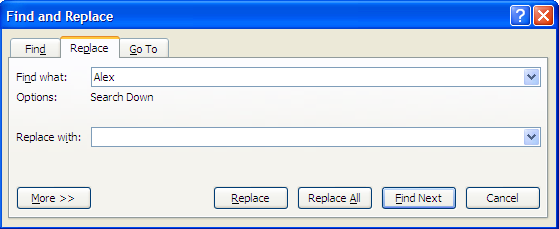 Find and Replace
Find Replace Go To
Find what: Alex
Options: Search Down
Replace with:
More >> Replace Replace All Find Next Cancel